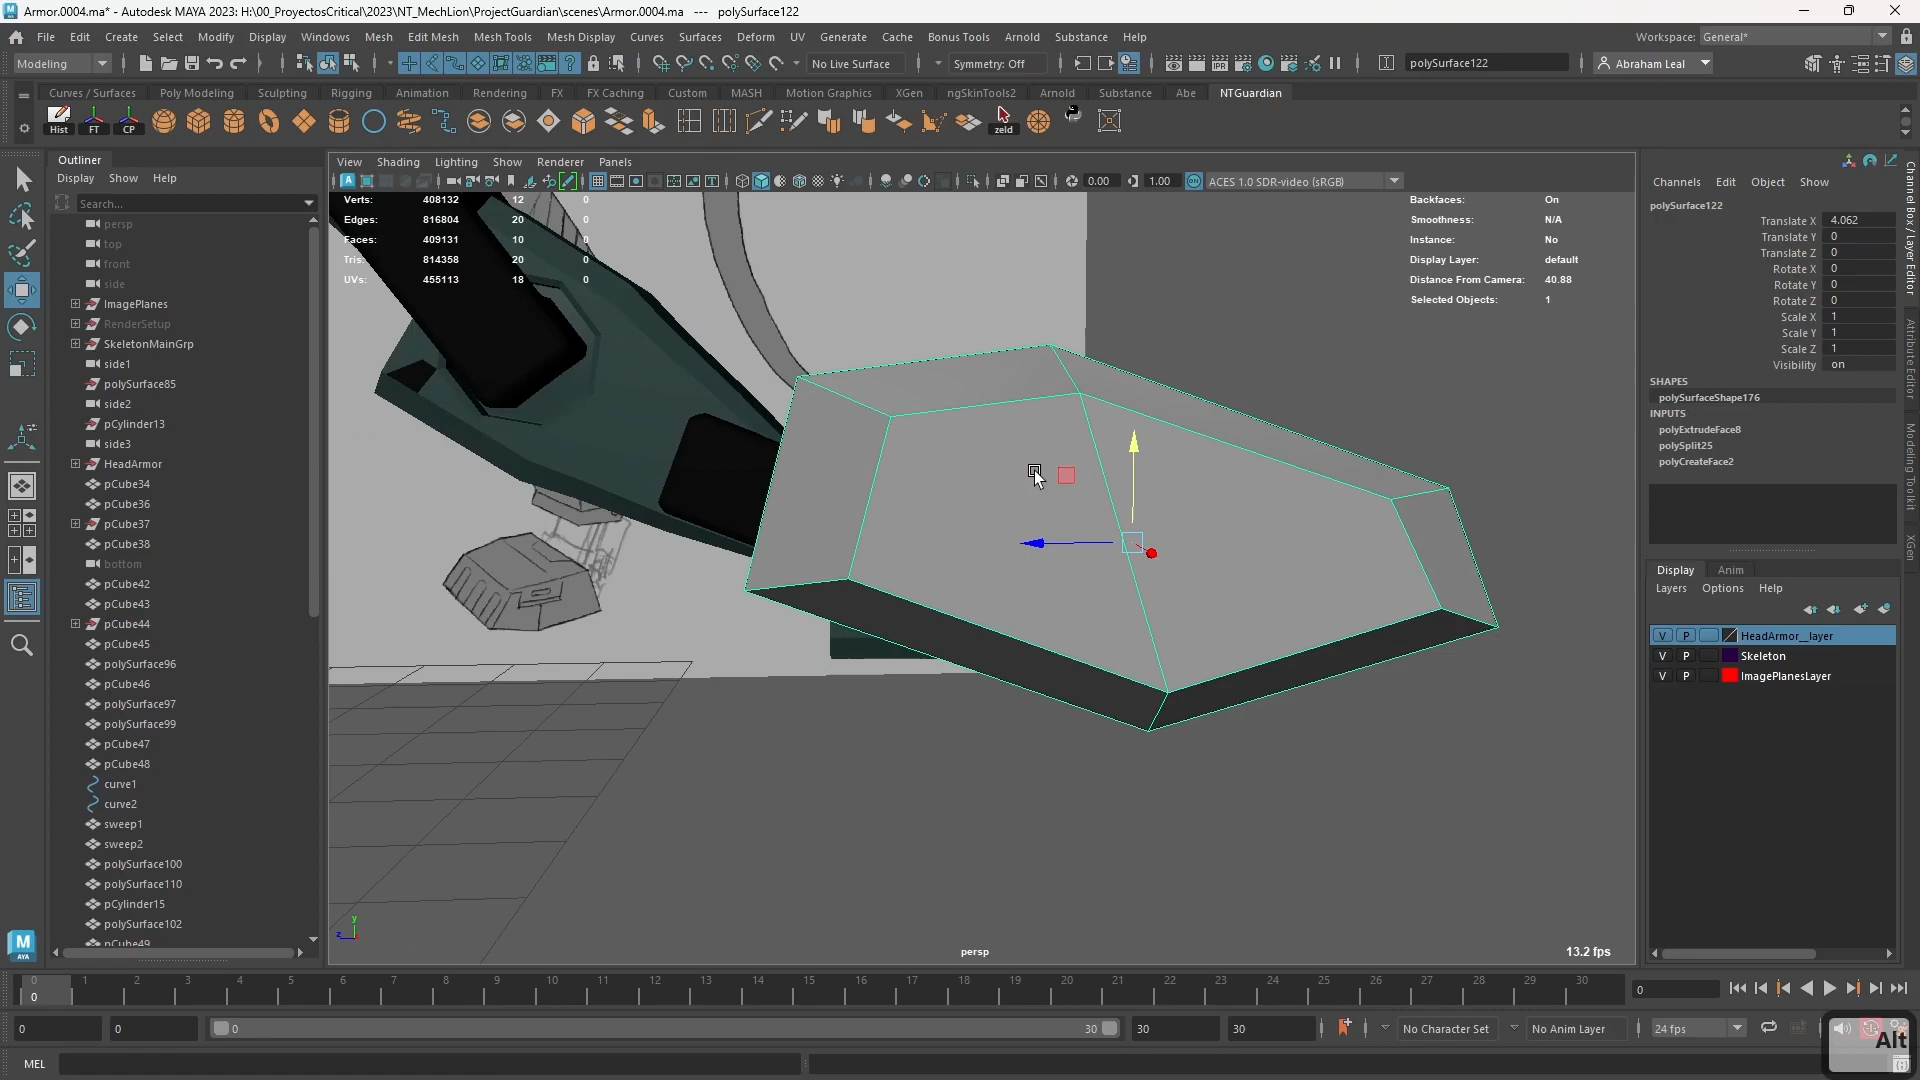 Armor.0004.ma* - Autodesk MAYA 2023: H:\00_ProyectosCritical\2023\NT_MechLion\ProjectGuardian\scenes\Armor.0004.ma --- polySurface122
File Edit Create Select Modify Display Windows Mesh Edit Mesh Mesh Tools Mesh Display Curves Surfaces Deform UV Generate Cache Bonus Tools Arnold Substance Help
Workspace: General*
Modeling
No Live Surface
Symmetry: Off
polySurface122
Abraham Leal
Curves / Surfaces Poly Modeling Sculpting Rigging Animation Rendering FX FX Caching Custom MASH Motion Graphics XGen ngSkinTools2 Arnold Substance Abe NTGuardian
Hist FT CP zeld
Outliner
Display Show Help
Search...
persp
top
front
side
ImagePlanes
RenderSetup
SkeletonMainGrp
side1
polySurface85
side2
pCylinder13
side3
HeadArmor
pCube34
pCube36
pCube37
pCube38
bottom
pCube42
pCube43
pCube44
pCube45
polySurface96
pCube46
polySurface97
polySurface99
pCube47
pCube48
curve1
curve2
sweep1
sweep2
polySurface100
polySurface110
pCylinder15
polySurface102
pCube49
View Shading Lighting Show Renderer Panels
0.00 1.00 ACES 1.0 SDR-video (sRGB)
Verts: 408132 12 0
Edges: 816804 20 0
Faces: 409131 10 0
Tris: 814358 20 0
UVs: 455113 18 0
Backfaces: On
Smoothness: N/A
Instance: No
Display Layer: default
Distance From Camera: 40.88
Selected Objects: 1
y
z
persp
13.2 fps
Channels Edit Object Show
polySurface122
Translate X 4.062
Translate Y 0
Translate Z 0
Rotate X 0
Rotate Y 0
Rotate Z 0
Scale X 1
Scale Y 1
Scale Z 1
Visibility on
SHAPES
polySurfaceShape176
INPUTS
polyExtrudeFace8
polySplit25
polyCreateFace2
Display Anim
Layers Options Help
V P HeadArmor__layer
V P Skeleton
V P ImagePlanesLayer
Channel Box / Layer Editor
Attribute Editor
Modeling Toolkit
XGen
0 1 2 3 4 5 6 7 8 9 10 11 12 13 14 15 16 17 18 19 20 21 22 23 24 25 26 27 28 29 30
0
0
0 0 0 30 30 30 No Character Set No Anim Layer 24 fps
MEL
MAYA
Alt